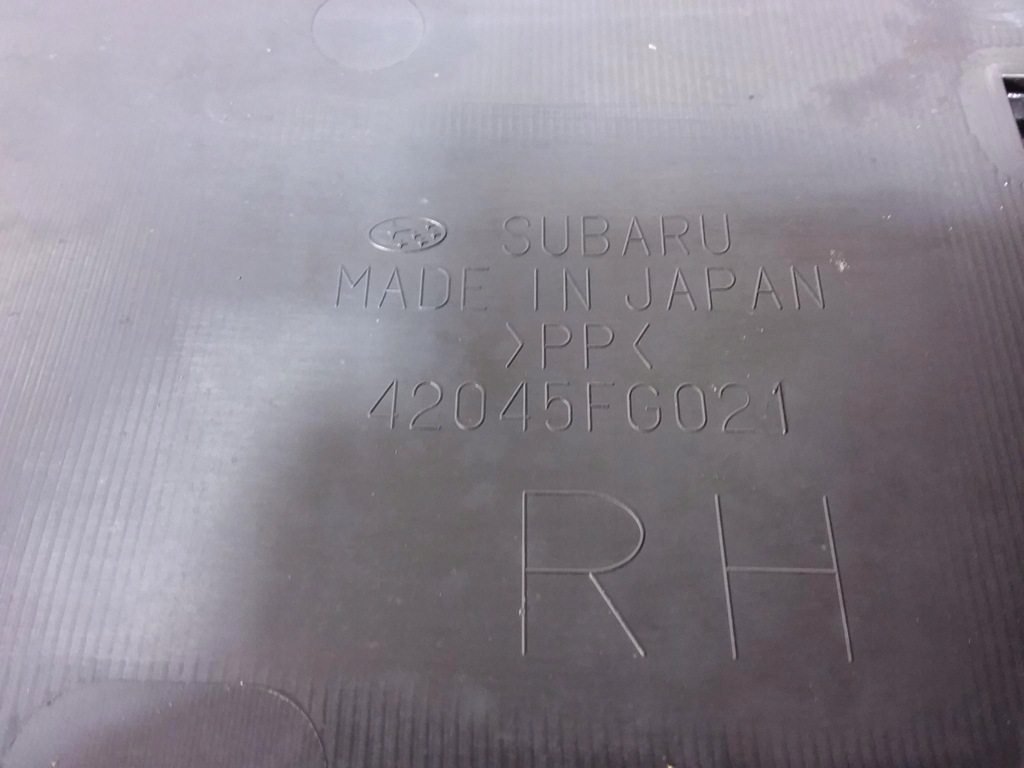 SUBARU
MADE IN JAPAN
>PP<
42045FG021
RH